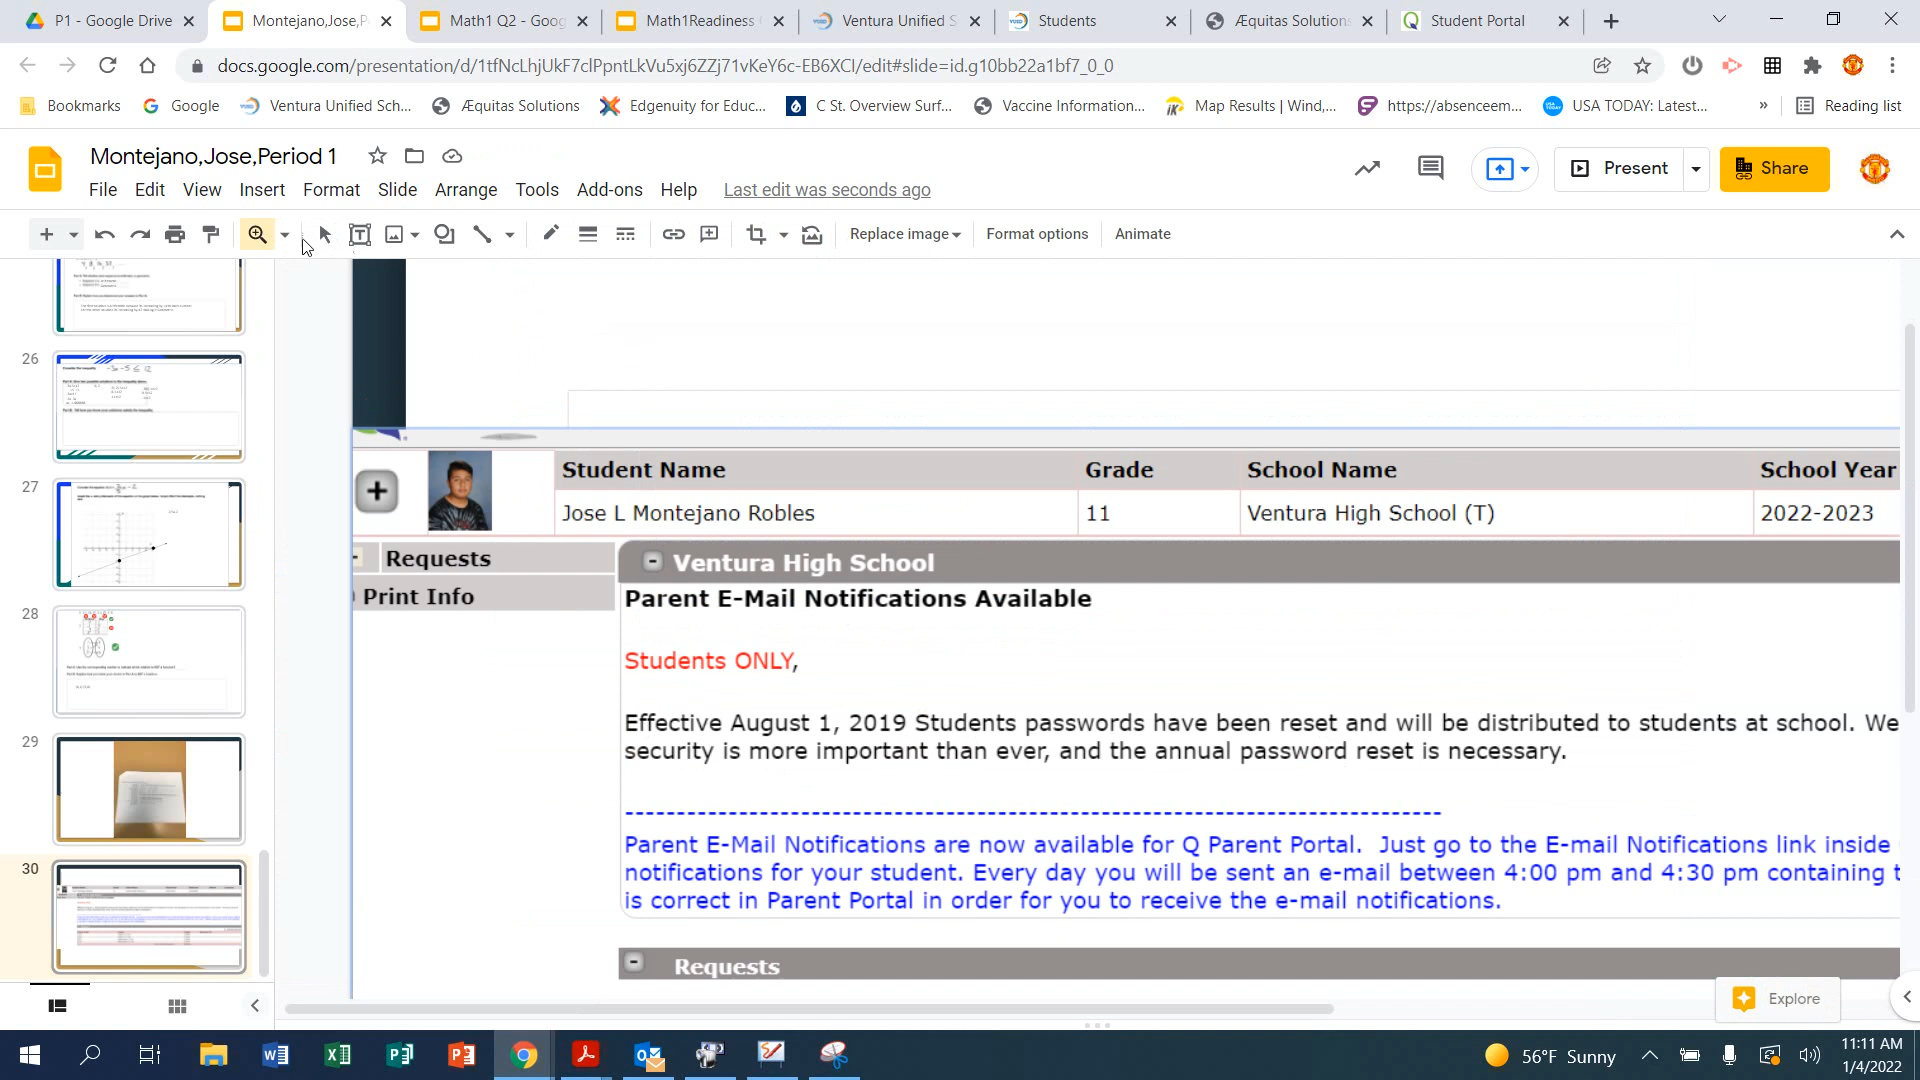 P1 - Google Drive
Montejano,Jose,P
Math1 Q2 - Goog
Math1Readiness
Ventura Unified S
Students
Æquitas Solutions
Student Portal
docs.google.com/presentation/d/1tfNcLhjUkF7clPpntLkVu5xj6ZZj71vKeY6c-EB6XCI/edit#slide=id.g10bb22a1bf7_0_0
Bookmarks
Google
Ventura Unified Sch...
Æquitas Solutions
Edgenuity for Educ...
C St. Overview Surf...
Vaccine Information...
Map Results | Wind,...
https://absenceem...
USA TODAY: Latest...
»
Reading list
Montejano,Jose,Period 1
File Edit View Insert Format Slide Arrange Tools Add-ons Help Last edit was seconds ago
Present
Share
Replace image
Format options
Animate
26
27
28
29
30
Student Name Grade School Name School Year
Jose L Montejano Robles 11 Ventura High School (T) 2022-2023
Requests
Print Info
Ventura High School
Parent E-Mail Notifications Available
Students ONLY,
Effective August 1, 2019 Students passwords have been reset and will be distributed to students at school. We
security is more important than ever, and the annual password reset is necessary.
--------------------------------------------------------------------------------
Parent E-Mail Notifications are now available for Q Parent Portal. Just go to the E-mail Notifications link inside
notifications for your student. Every day you will be sent an e-mail between 4:00 pm and 4:30 pm containing t
is correct in Parent Portal in order for you to receive the e-mail notifications.
Requests
Explore
56°F Sunny
11:11 AM
1/4/2022